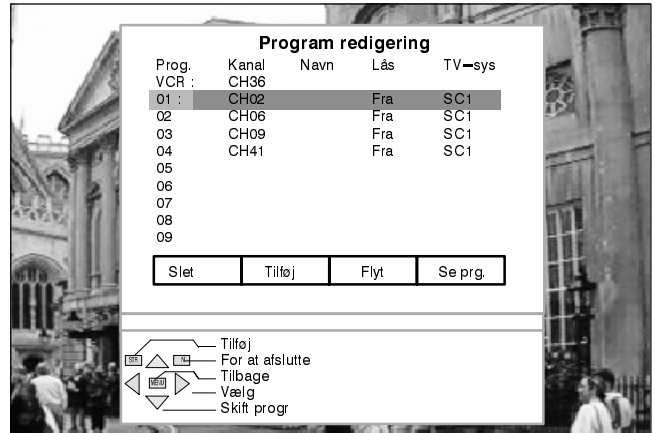 Program redigering
Prog. Kanal Navn Lås TV-sys
VCR : CH36
01 : CH02 Fra SC1
02 CH06 Fra SC1
03 CH09 Fra SC1
04 CH41 Fra SC1
05
06
07
08
09
Slet Tilføj Flyt Se prg.
Tilføj
STR N For at afslutte
Tilbage
MENU Vælg
Skift progr